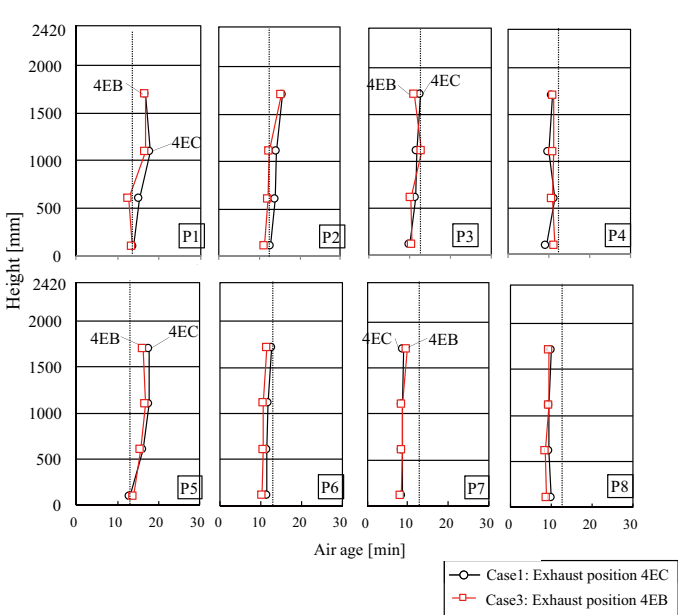 2420
2000
1500
1000
500
0
4EB
4EC
P1
P2
4EB
4EC
P3
P4
Height [mm]
2420
2000
1500
1000
500
0
4EB
4EC
P5
P6
4EC
4EB
P7
P8
0 10 20 30 0 10 20 30 0 10 20 30 0 10 20 30
Air age [min]
Case1: Exhaust position 4EC
Case3: Exhaust position 4EB